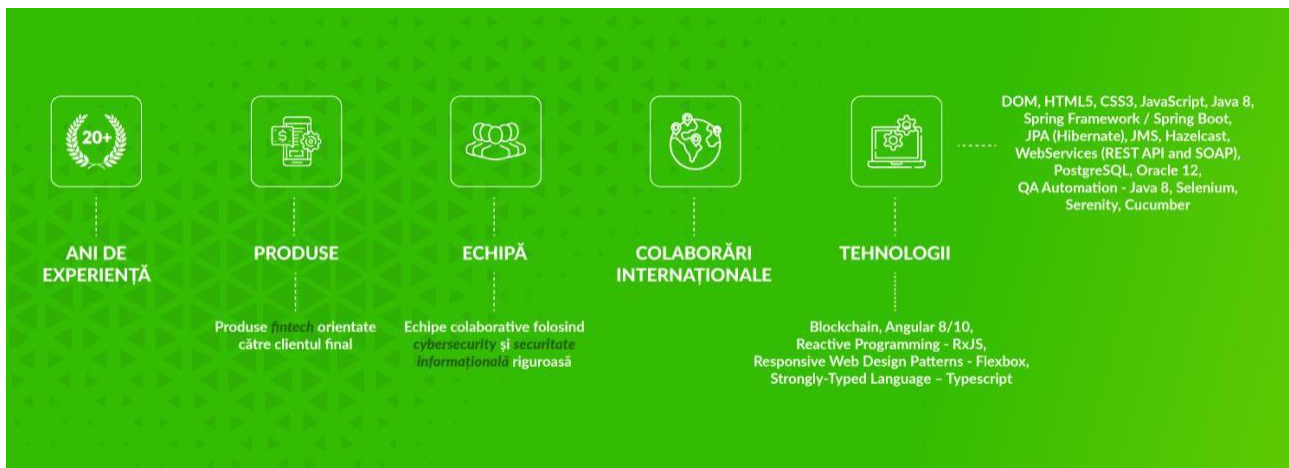 20+
$
ANI DE
EXPERIENȚĂ
PRODUSE
Produse fintech orientate
către clientul final
ECHIPĂ
Echipe colaborative folosind
cybersecurity și securitate
informațională riguroasă
COLABORĂRI
INTERNAȚIONALE
TEHNOLOGII
Blockchain, Angular 8/10,
Reactive Programming - RxJS,
Responsive Web Design Patterns - Flexbox,
Strongly-Typed Language – Typescript
DOM, HTML5, CSS3, JavaScript, Java 8,
Spring Framework / Spring Boot,
JPA (Hibernate), JMS, Hazelcast,
WebServices (REST API and SOAP),
PostgreSQL, Oracle 12,
QA Automation - Java 8, Selenium,
Serenity, Cucumber